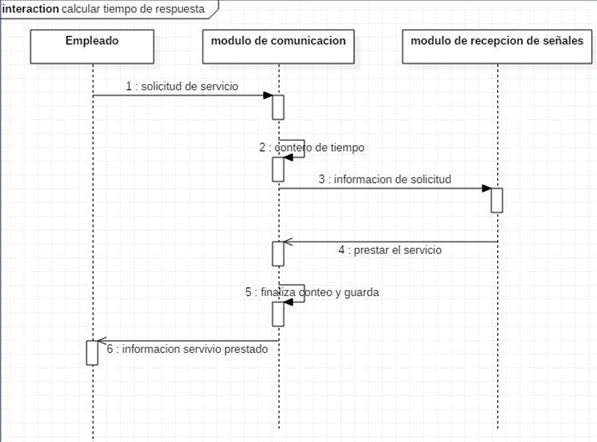 interaction calcular tiempo de respuesta
Empleado
modulo de comunicacion
modulo de recepcion de señales
1 : solicitud de servicio
2 : contero de tiempo
3 : informacion de solicitud
4 : prestar el servicio
5 : finaliza conteo y guarda
6 : informacion servivio prestado